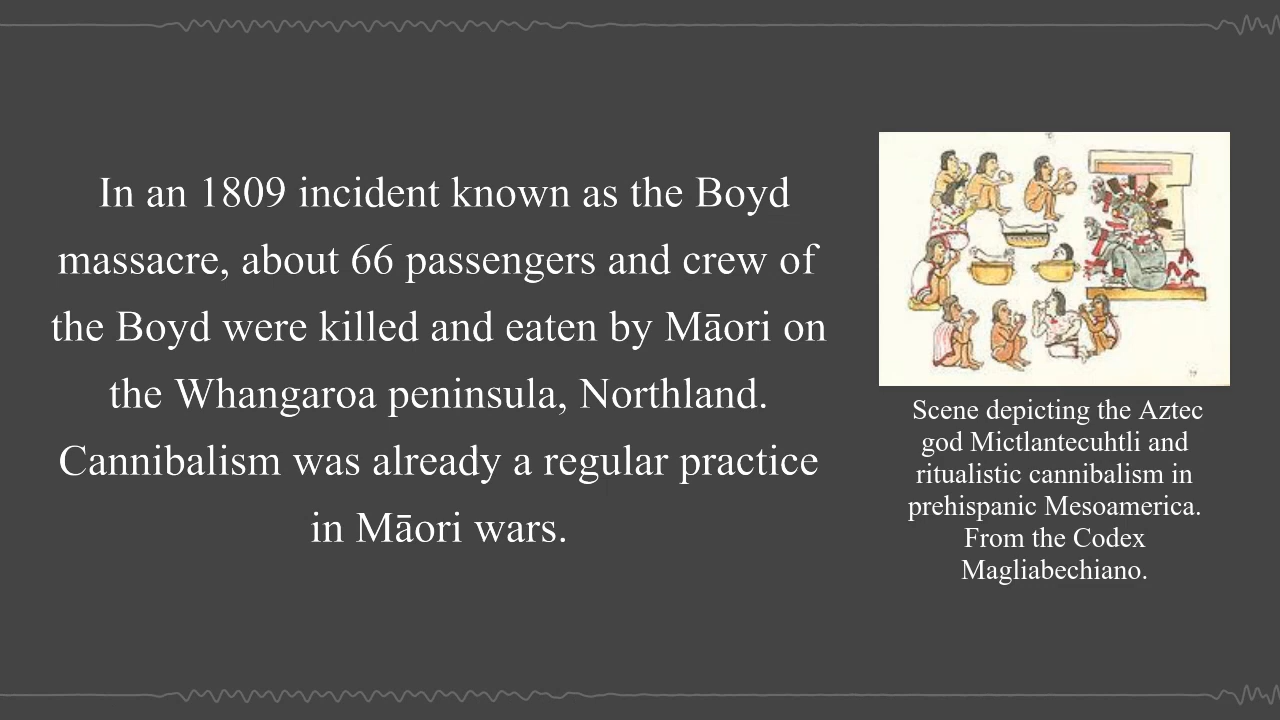 In an 1809 incident known as the Boyd
massacre, about 66 passengers and crew of
the Boyd were killed and eaten by Māori on
the Whangaroa peninsula, Northland.
Cannibalism was already a regular practice
in Māori wars.
Scene depicting the Aztec
god Mictlantecuhtli and
ritualistic cannibalism in
prehispanic Mesoamerica.
From the Codex
Magliabechiano.